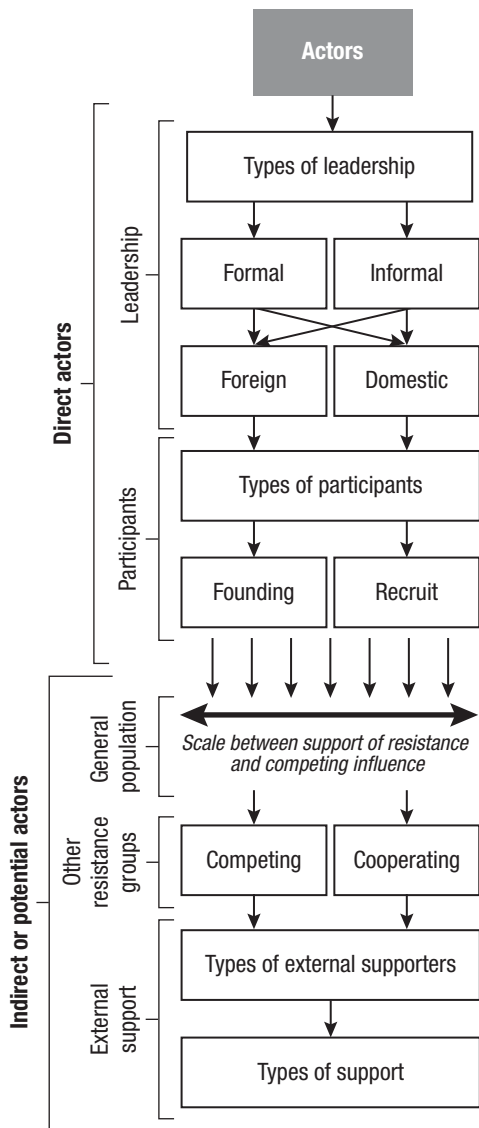 Actors
Direct actors
Leadership
Types of leadership
Formal
Informal
Foreign
Domestic
Participants
Types of participants
Founding
Recruit
Indirect or potential actors
General
population
Scale between support of resistance
and competing influence
Other
resistance
groups
Competing
Cooperating
External
support
Types of external supporters
Types of support